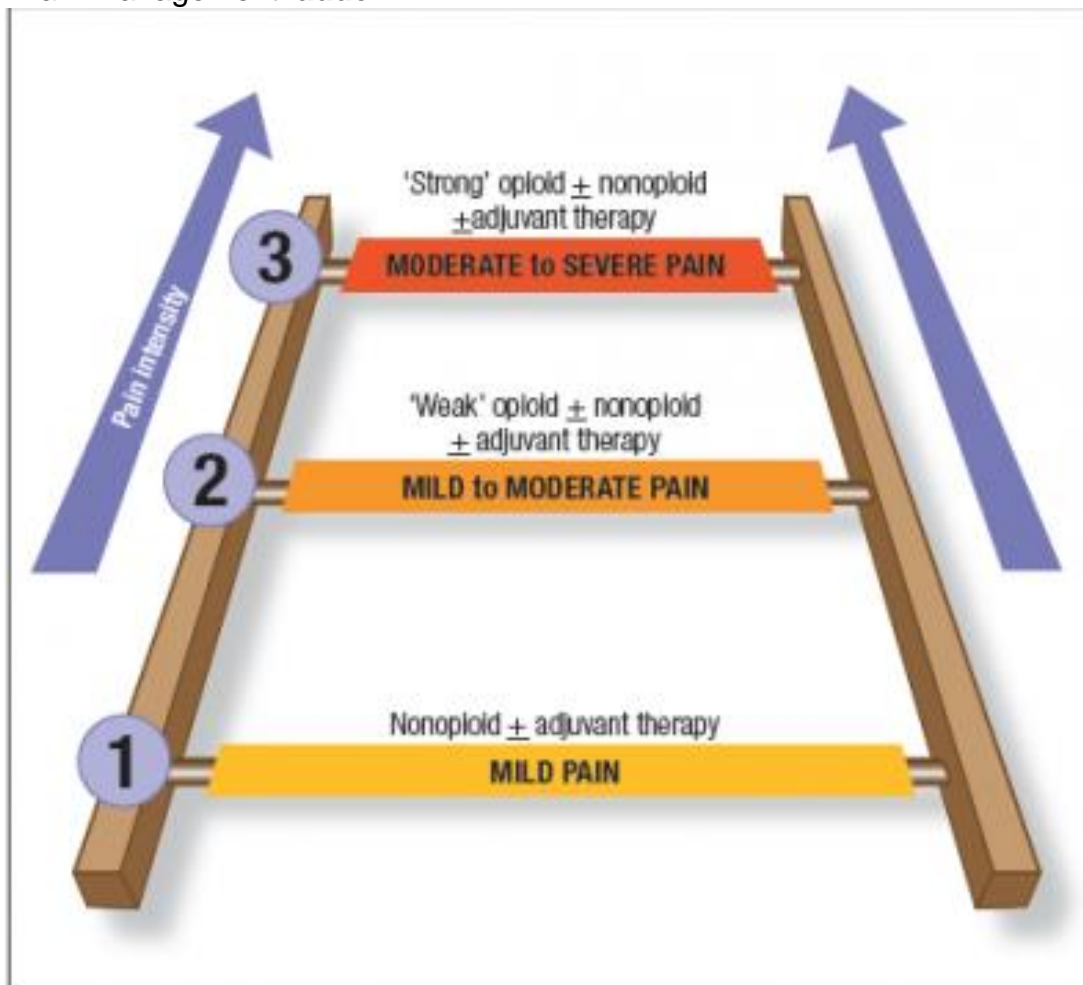 'Strong' opioid ± nonopioid
±adjuvant therapy
3
MODERATE to SEVERE PAIN
Pain intensity
'Weak' opioid ± nonopioid
± adjuvant therapy
2
MILD to MODERATE PAIN
Nonopioid ± adjuvant therapy
1
MILD PAIN